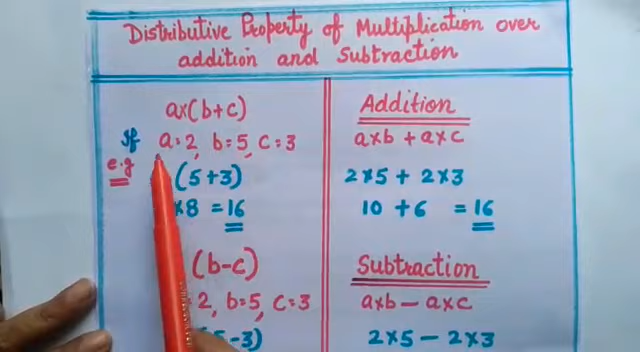 Distributive Property of Multiplication over
addition and Subtraction
a×(b+c)
If a=2, b=5, c=3
e.g (5+3)
×8 = 16
(b-c)
2, b=5, c=3
-3)
Addition
a×b + a×c
2×5 + 2×3
10 + 6 = 16
Subtraction
a×b - a×c
2×5 - 2×3